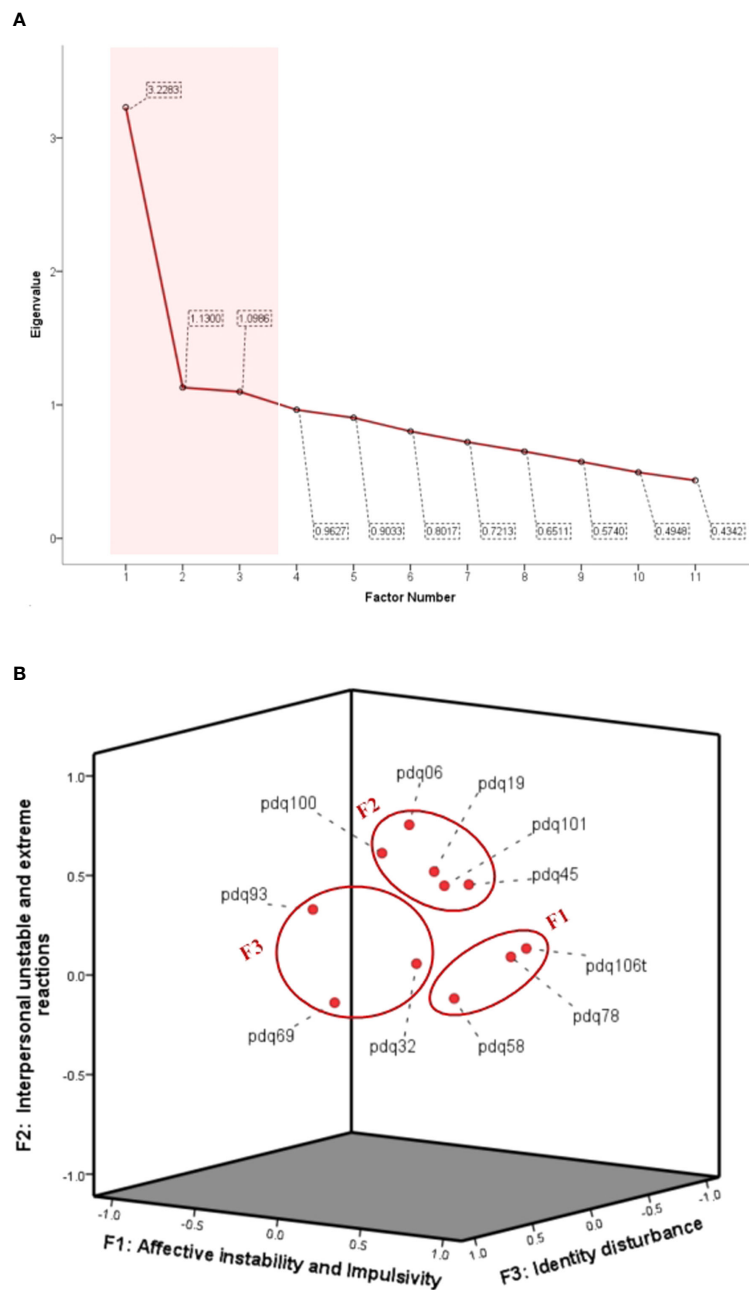 A
3.2283
3
2
1
0
Eigenvalue
1.1300
1.0986
0.9627
0.9033
0.8017
0.7213
0.6511
0.5740
0.4948
0.4342
1 2 3 4 5 6 7 8 9 10 11
Factor Number
B
F2: Interpersonal unstable and extreme
reactions
1.0
0.5
0.0
-0.5
-1.0
pdq06
pdq19
pdq100
F2
pdq101
pdq45
pdq93
F3
F1
pdq106t
pdq78
pdq69
pdq32
pdq58
-1.0 -0.5 0.0 0.5 1.0
F1: Affective instability and Impulsivity
1.0 0.5 0.0 -0.5 -1.0
F3: Identity disturbance